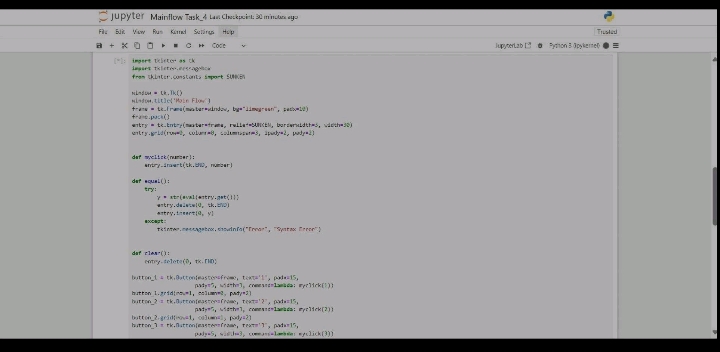 jupyter Mainflow Task_4 Last Checkpoint: 30 minutes ago
File Edit View Run Kernel Settings Help Trusted
Code JupyterLab Python 3 (ipykernel)
[*]: import tkinter as tk
import tkinter.messagebox
from tkinter.constants import SUNKEN
window = tk.Tk()
window.title('Main Flow')
frame = tk.Frame(master=window, bg="limegreen", padx=10)
frame.pack()
entry = tk.Entry(master=frame, relief=SUNKEN, borderwidth=3, width=30)
entry.grid(row=0, column=0, columnspan=3, ipady=2, pady=2)
def myclick(number):
entry.insert(tk.END, number)
def equal():
try:
y = str(eval(entry.get()))
entry.delete(0, tk.END)
entry.insert(0, y)
except:
tkinter.messagebox.showinfo("Error", "Syntax Error")
def clear():
entry.delete(0, tk.END)
button_1 = tk.Button(master=frame, text='1', padx=15,
pady=5, width=3, command=lambda: myclick(1))
button_1.grid(row=1, column=0, pady=2)
button_2 = tk.Button(master=frame, text='2', padx=15,
pady=5, width=3, command=lambda: myclick(2))
button_2.grid(row=1, column=1, pady=2)
button_3 = tk.Button(master=frame, text='3', padx=15,
pady=5, width=3, command=lambda: myclick(3))